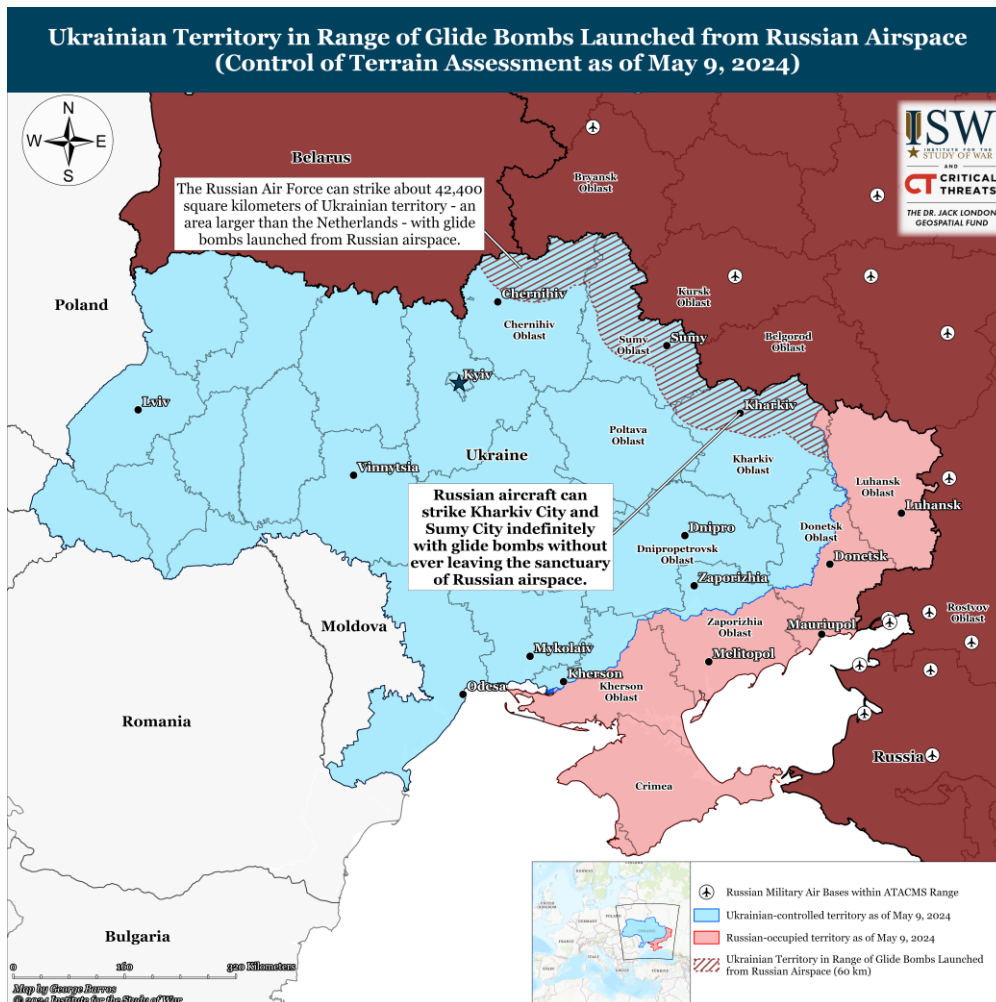 Ukrainian Territory in Range of Glide Bombs Launched from Russian Airspace
(Control of Terrain Assessment as of May 9, 2024)
N
W
E
S
ISW
INSTITUTE FOR THE
STUDY OF WAR
AND
CT CRITICAL
THREATS
THE DR. JACK LONDON
GEOSPATIAL FUND
Belarus
Bryansk
Oblast
The Russian Air Force can strike about 42,400
square kilometers of Ukrainian territory - an
area larger than the Netherlands - with glide
bombs launched from Russian airspace.
Poland
Chernihiv
Kursk
Oblast
Chernihiv
Oblast
Sumy
Oblast
Sumy
Belgorod
Oblast
Kyiv
Lviv
Kharkiv
Poltava
Oblast
Ukraine
Vinnytsia
Kharkiv
Oblast
Luhansk
Oblast
Luhansk
Russian aircraft can
strike Kharkiv City and
Sumy City indefinitely
with glide bombs without
ever leaving the sanctuary
of Russian airspace.
Dnipro
Dnipropetrovsk
Oblast
Donetsk
Oblast
Donetsk
Zaporizhia
Rostvov
Oblast
Moldova
Zaporizhia
Oblast
Mauriupol
Mykolaiv
Melitopol
Kherson
Odesa
Kherson
Oblast
Romania
Russia
Crimea
Bulgaria
0
160
320 Kilometers
Map by George Barros
© 2024 Institute for the Study of War
Russian Military Air Bases within ATACMS Range
Ukrainian-controlled territory as of May 9, 2024
Russian-occupied territory as of May 9, 2024
Ukrainian Territory in Range of Glide Bombs Launched
from Russian Airspace (60 km)